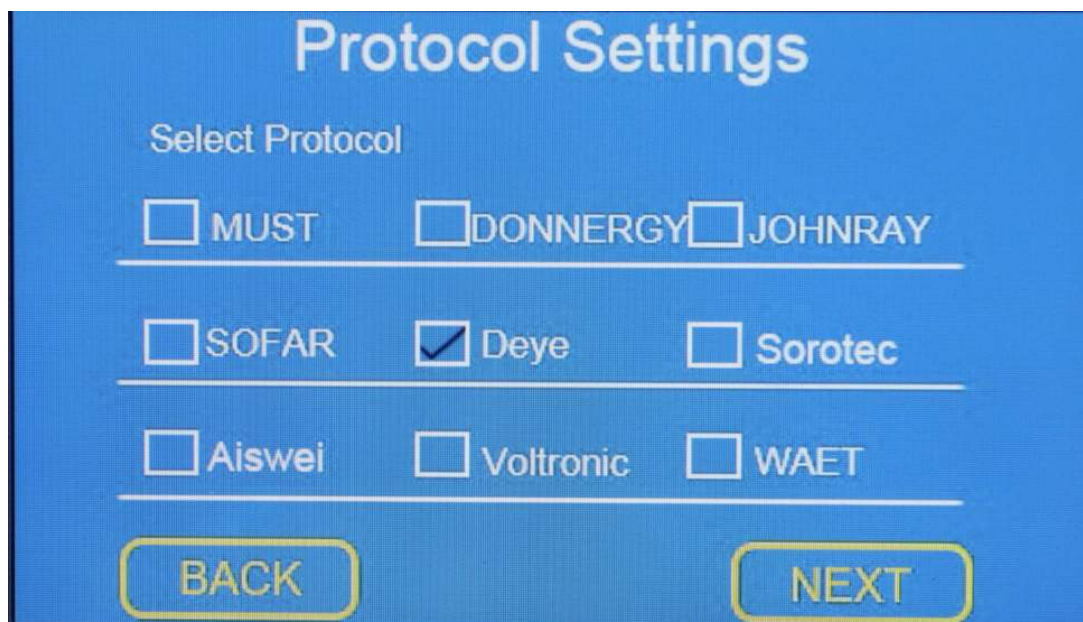 Protocol Settings
Select Protocol
MUST DONNERGY JOHNRAY
SOFAR Deye Sorotec
Aiswei Voltronic WAET
BACK NEXT